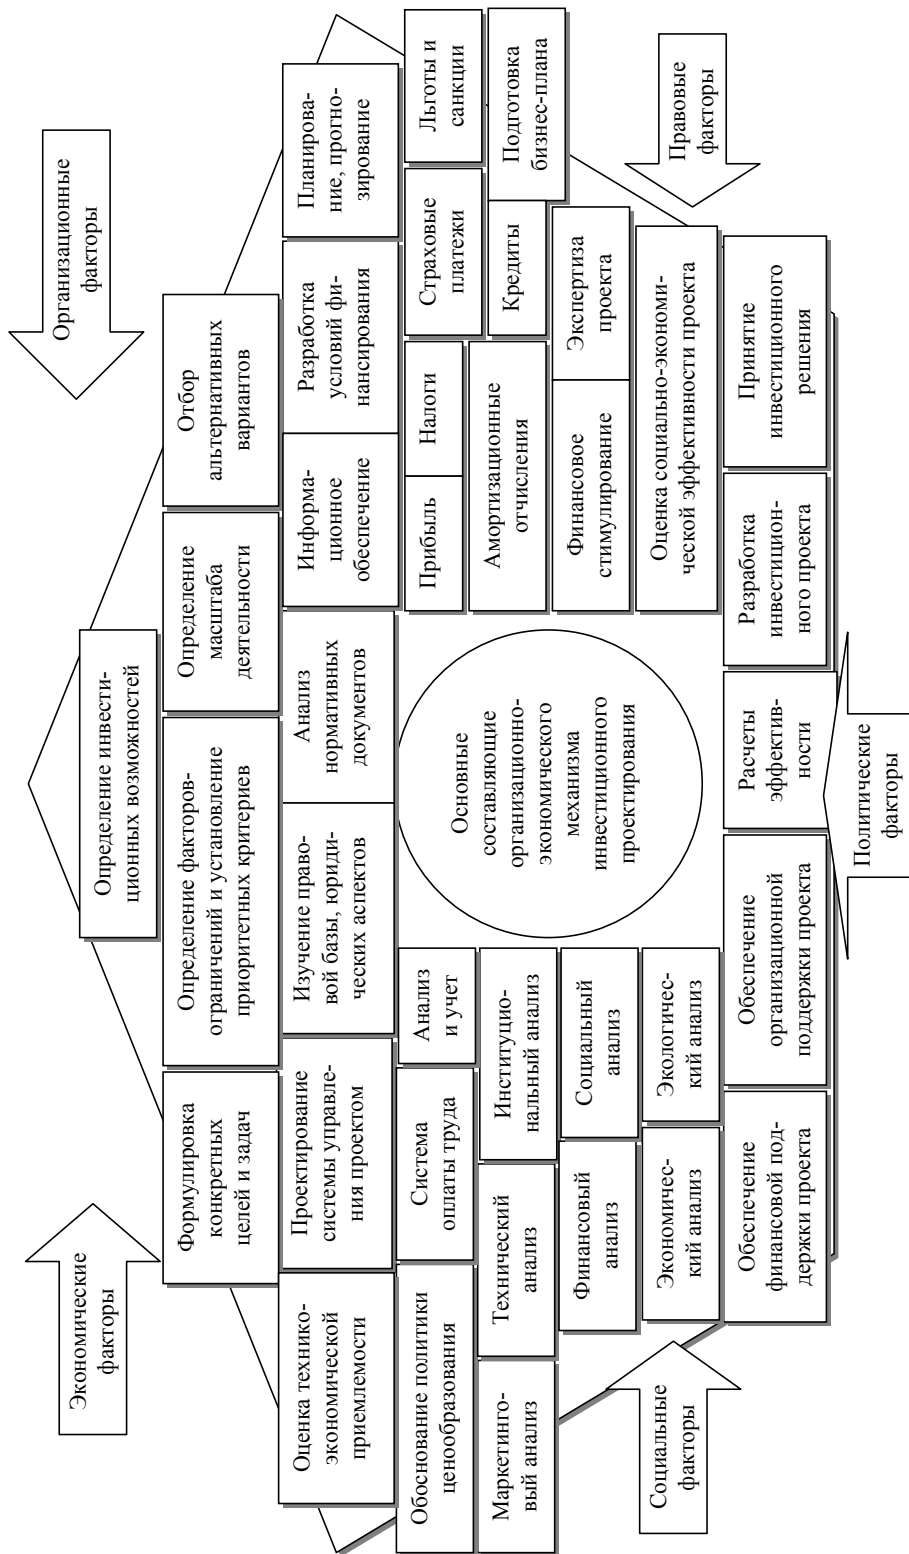 Экономические
факторы
Организационные
факторы
Определение инвести-
ционных возможностей
Формулировка
конкретных
целей и задач
Определение факторов-
ограничений и установление
приоритетных критериев
Определение
масштаба
деятельности
Отбор
альтернативных
вариантов
Оценка технико-
экономической
приемлемости
Проектирование
системы управле-
ния проектом
Изучение право-
вой базы, юриди-
ческих аспектов
Анализ
нормативных
документов
Информа-
ционное
обеспечение
Разработка
условий фи-
нансирования
Планирова-
ние, прогно-
зирование
Обоснование политики
ценообразования
Система
оплаты труда
Анализ
и учет
Маркетинго-
вый анализ
Технический
анализ
Институцио-
нальный анализ
Финансовый
анализ
Социальный
анализ
Экономичес-
кий анализ
Экологичес-
кий анализ
Основные
составляющие
организационно-
экономического
механизма
инвестиционного
проектирования
Прибыль
Налоги
Страховые
платежи
Льготы и
санкции
Амортизационные
отчисления
Кредиты
Подготовка
бизнес-плана
Финансовое
стимулирование
Экспертиза
проекта
Оценка социально-экономи-
ческой эффективности проекта
Обеспечение
финансовой под-
держки проекта
Обеспечение
организационной
поддержки проекта
Расчеты
эффектив-
ности
Разработка
инвестицион-
ного проекта
Принятие
инвестиционного
решения
Социальные
факторы
Политические
факторы
Правовые
факторы